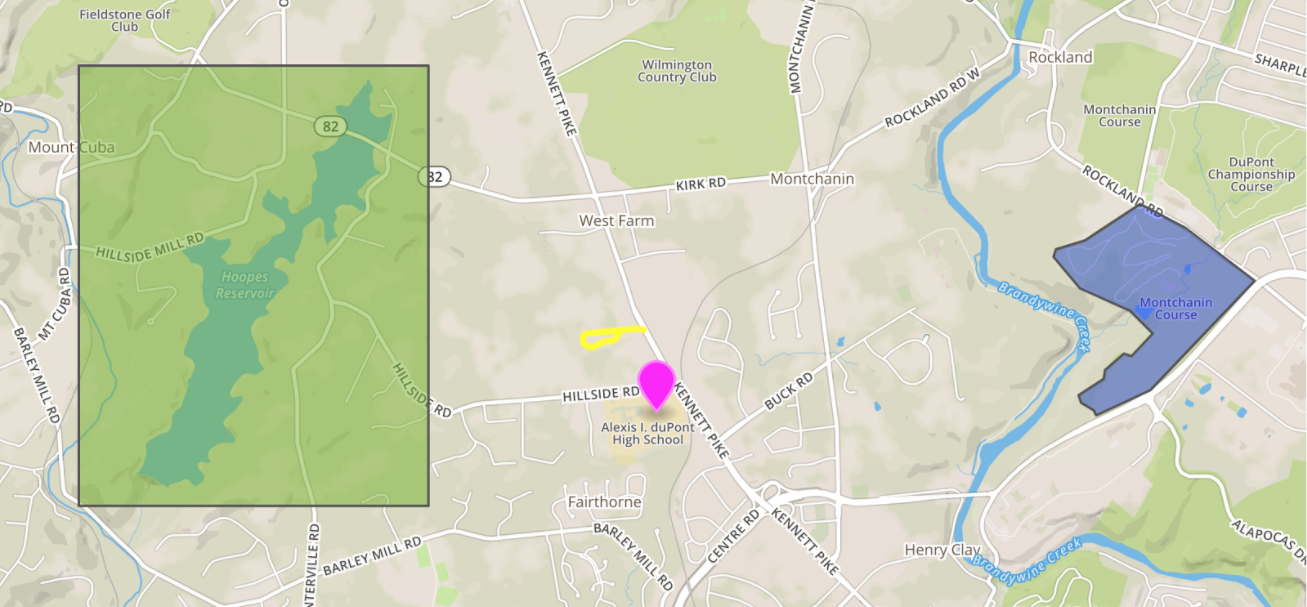 Fieldstone Golf
Club
KENNETT PIKE
Wilmington
Country Club
MONTCHANIN
ROCKLAND RD W
Rockland
SHARPLE
RD
82
Mount Cuba
82
KIRK RD
Montchanin
Montchanin
Course
DuPont
Championship
Course
ROCKLAND RD
West Farm
HILLSIDE MILL RD
Hoopes
Reservoir
MT CUBA RD
BARLEY MILL RD
Brandywine Creek
Montchanin
Course
HILLSIDE RD
HILLSIDE RD
KENNETT PIKE
BUCK RD
Alexis I. duPont
High School
Fairthorne
BARLEY MILL RD
BARLEY MILL RD
NTERVILLE RD
CENTRE RD
KENNETT PIKE
Henry Clay
Brandywine Creek
ALAPOCAS DR